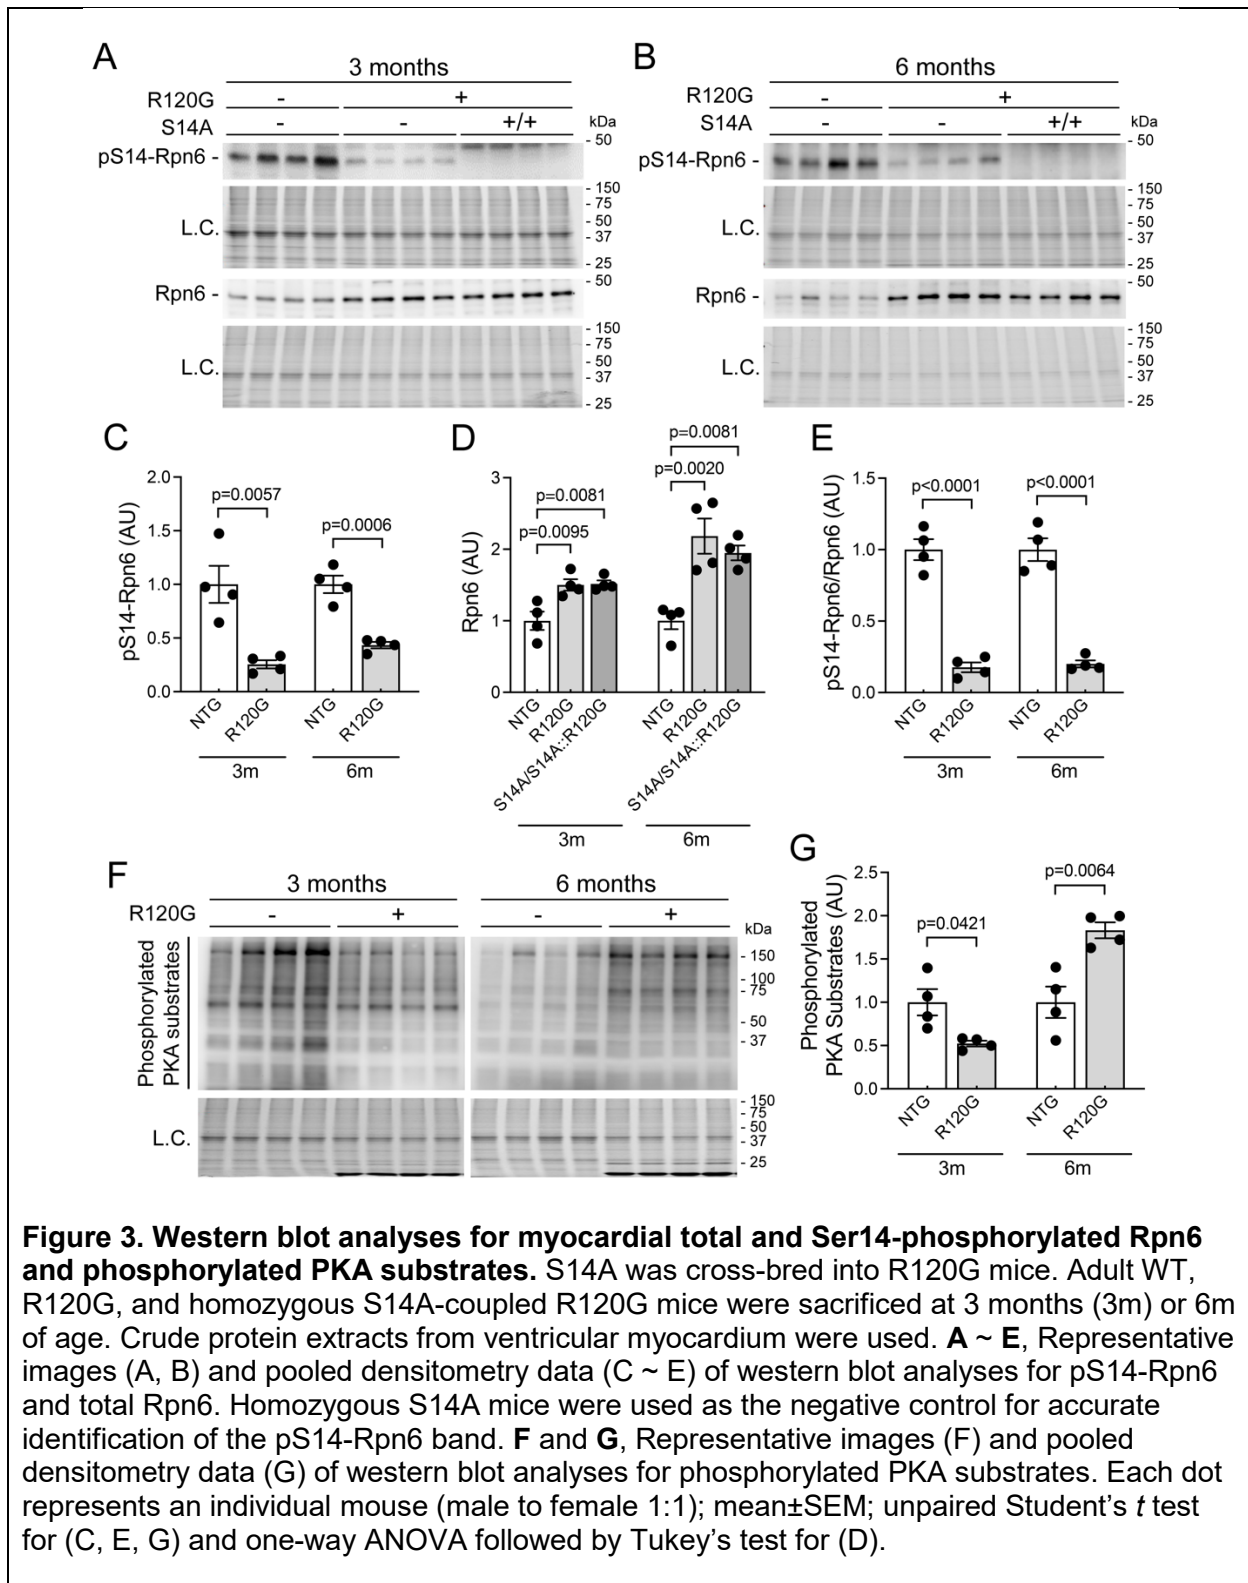 A
3 months
R120G - +
S14A - - +/+
kDa
pS14-Rpn6 -
- 50
L.C.
- 150
- 75
- 50
- 37
- 25
Rpn6 -
- 50
L.C.
- 150
- 75
- 50
- 37
- 25
B
6 months
R120G - +
S14A - - +/+
kDa
pS14-Rpn6 -
- 50
L.C.
- 150
- 75
- 50
- 37
- 25
Rpn6 -
- 50
L.C.
- 150
- 75
- 50
- 37
- 25
C
pS14-Rpn6 (AU)
2.0
1.5
1.0
0.5
0.0
p=0.0057
p=0.0006
NTG
R120G
NTG
R120G
3m
6m
D
Rpn6 (AU)
3
2
1
0
p=0.0081
p=0.0095
p=0.0081
p=0.0020
NTG
R120G
S14A/S14A::R120G
NTG
R120G
S14A/S14A::R120G
3m
6m
E
pS14-Rpn6/Rpn6 (AU)
1.5
1.0
0.5
0.0
p<0.0001
p<0.0001
NTG
R120G
NTG
R120G
3m
6m
F
3 months
6 months
R120G - + - +
kDa
Phosphorylated
PKA substrates
- 150
- 100
- 75
- 50
- 37
L.C.
- 150
- 75
- 50
- 37
- 25
G
Phosphorylated
PKA Substrates (AU)
2.5
2.0
1.5
1.0
0.5
0.0
p=0.0421
p=0.0064
NTG
R120G
NTG
R120G
3m
6m
Figure 3. Western blot analyses for myocardial total and Ser14-phosphorylated Rpn6
and phosphorylated PKA substrates. S14A was cross-bred into R120G mice. Adult WT,
R120G, and homozygous S14A-coupled R120G mice were sacrificed at 3 months (3m) or 6m
of age. Crude protein extracts from ventricular myocardium were used. A ~ E, Representative
images (A, B) and pooled densitometry data (C ~ E) of western blot analyses for pS14-Rpn6
and total Rpn6. Homozygous S14A mice were used as the negative control for accurate
identification of the pS14-Rpn6 band. F and G, Representative images (F) and pooled
densitometry data (G) of western blot analyses for phosphorylated PKA substrates. Each dot
represents an individual mouse (male to female 1:1); mean±SEM; unpaired Student’s t test
for (C, E, G) and one-way ANOVA followed by Tukey’s test for (D).